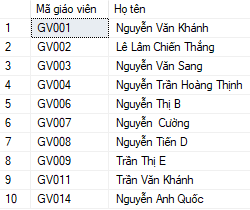 Mã giáo viên Họ tên
1 GV001 Nguyễn Văn Khánh
2 GV002 Lê Lâm Chiến Thắng
3 GV003 Nguyễn Văn Sang
4 GV004 Nguyễn Trần Hoàng Thịnh
5 GV006 Nguyễn Thị B
6 GV007 Nguyễn Cường
7 GV008 Nguyễn Tiến D
8 GV009 Trần Thị E
9 GV011 Trần Văn Khánh
10 GV014 Nguyễn Anh Quốc